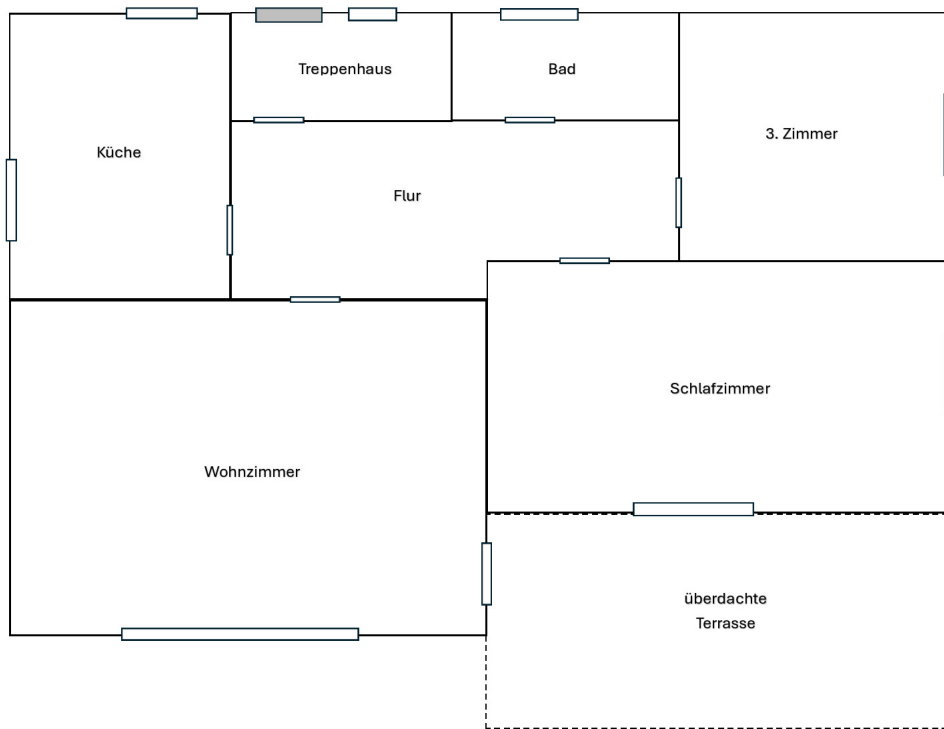 Treppenhaus
Bad
3. Zimmer
Küche
Flur
Schlafzimmer
Wohnzimmer
überdachte
Terrasse